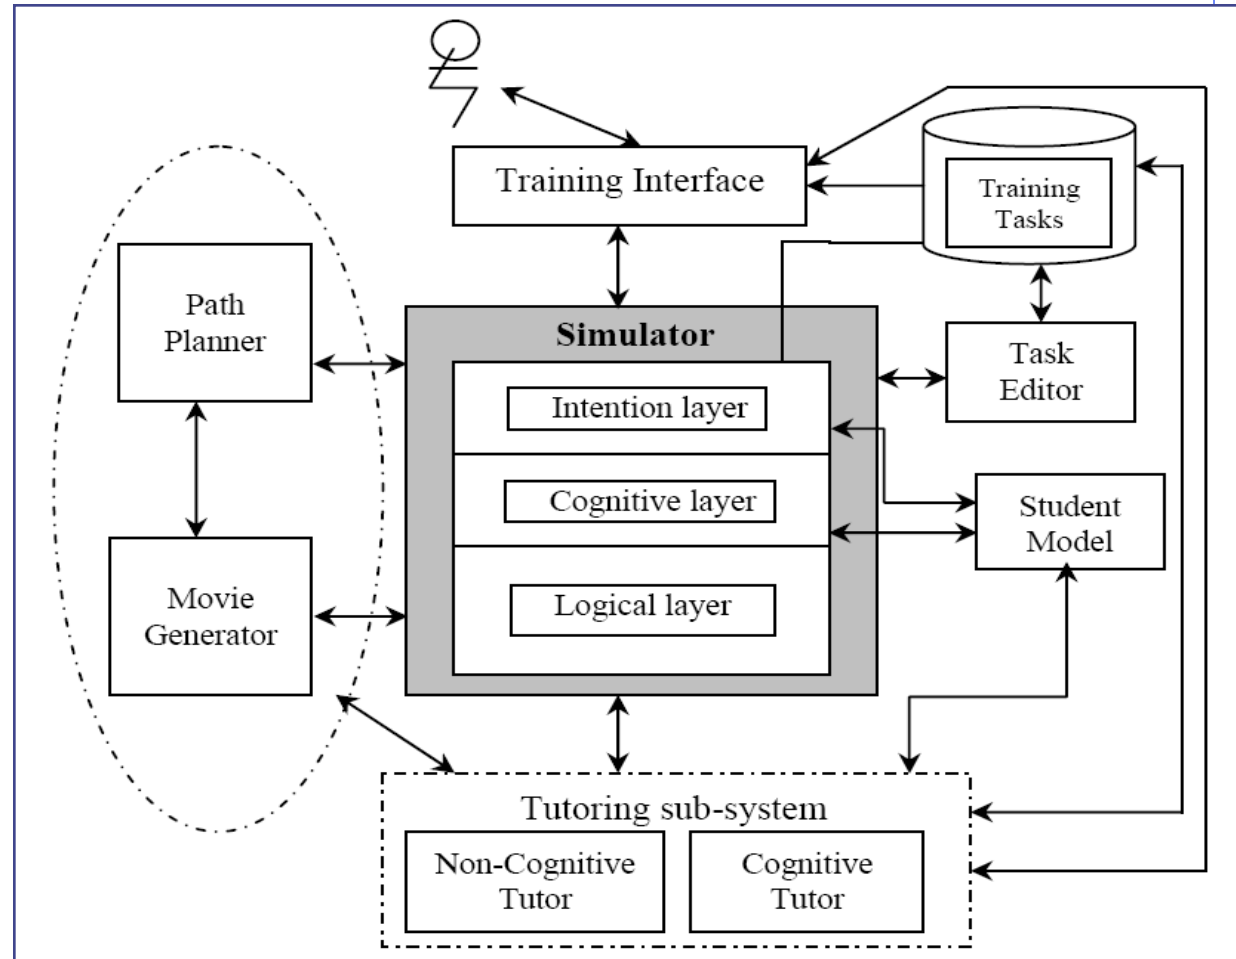 Training Interface
Training
Tasks
Path
Planner
Simulator
Task
Editor
Intention layer
Cognitive layer
Student
Model
Logical layer
Movie
Generator
Tutoring sub-system
Non-Cognitive
Tutor
Cognitive
Tutor